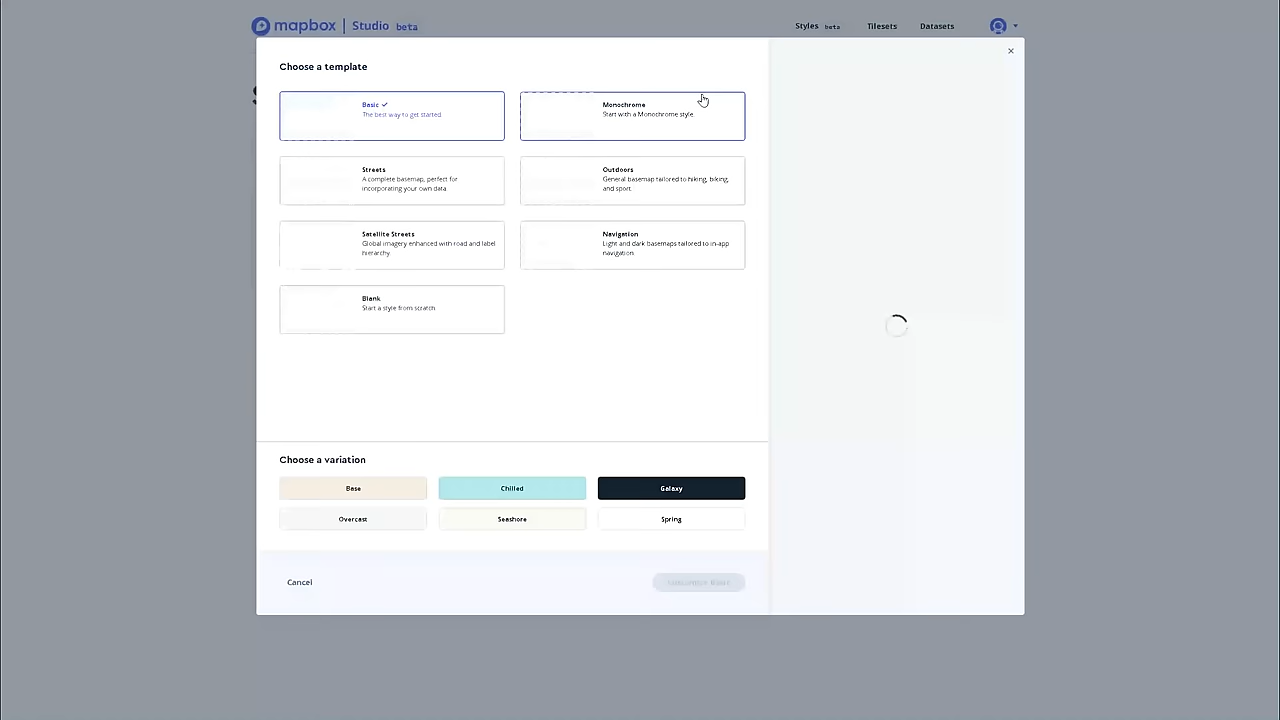 mapbox | Studio beta
Styles beta
Tilesets
Datasets
Choose a template
Basic ✓
The best way to get started
Monochrome
Start with a Monochrome style
Streets
A complete basemap, perfect for
incorporating your own data
Outdoors
General basemap tailored to hiking, biking,
and sport
Satellite Streets
Global imagery enhanced with road and label
hierarchy
Navigation
Light and dark basemaps tailored to in-app
navigation
Blank
Start a style from scratch
Choose a variation
Base
Chilled
Galaxy
Overcast
Seashore
Spring
Cancel
Customize Basic